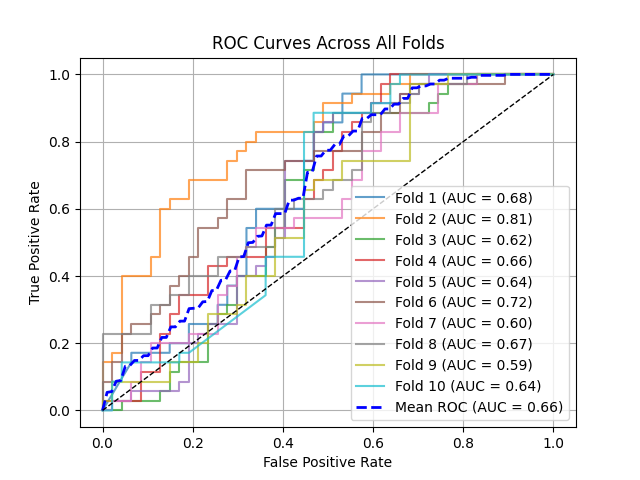 ROC Curves Across All Folds
True Positive Rate
1.0
0.8
0.6
0.4
0.2
0.0
Fold 1 (AUC = 0.68)
Fold 2 (AUC = 0.81)
Fold 3 (AUC = 0.62)
Fold 4 (AUC = 0.66)
Fold 5 (AUC = 0.64)
Fold 6 (AUC = 0.72)
Fold 7 (AUC = 0.60)
Fold 8 (AUC = 0.67)
Fold 9 (AUC = 0.59)
Fold 10 (AUC = 0.64)
Mean ROC (AUC = 0.66)
0.0 0.2 0.4 0.6 0.8 1.0
False Positive Rate